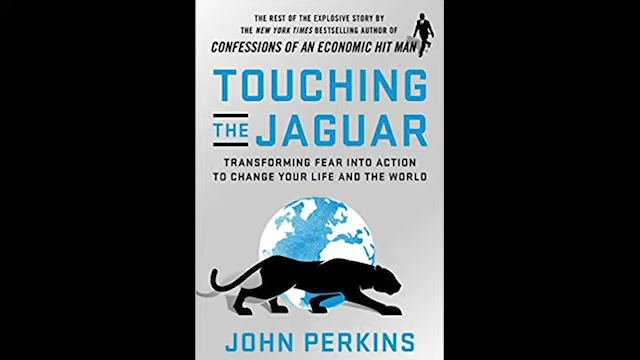 THE REST OF THE EXPLOSIVE STORY BY
THE NEW YORK TIMES BESTSELLING AUTHOR OF
CONFESSIONS OF AN ECONOMIC HIT MAN
TOUCHING
THE JAGUAR
TRANSFORMING FEAR INTO ACTION
TO CHANGE YOUR LIFE AND THE WORLD
JOHN PERKINS